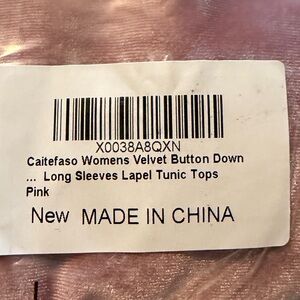 X0038A8QXN
Caitefaso Womens Velvet Button Down
... Long Sleeves Lapel Tunic Tops
Pink
New MADE IN CHINA